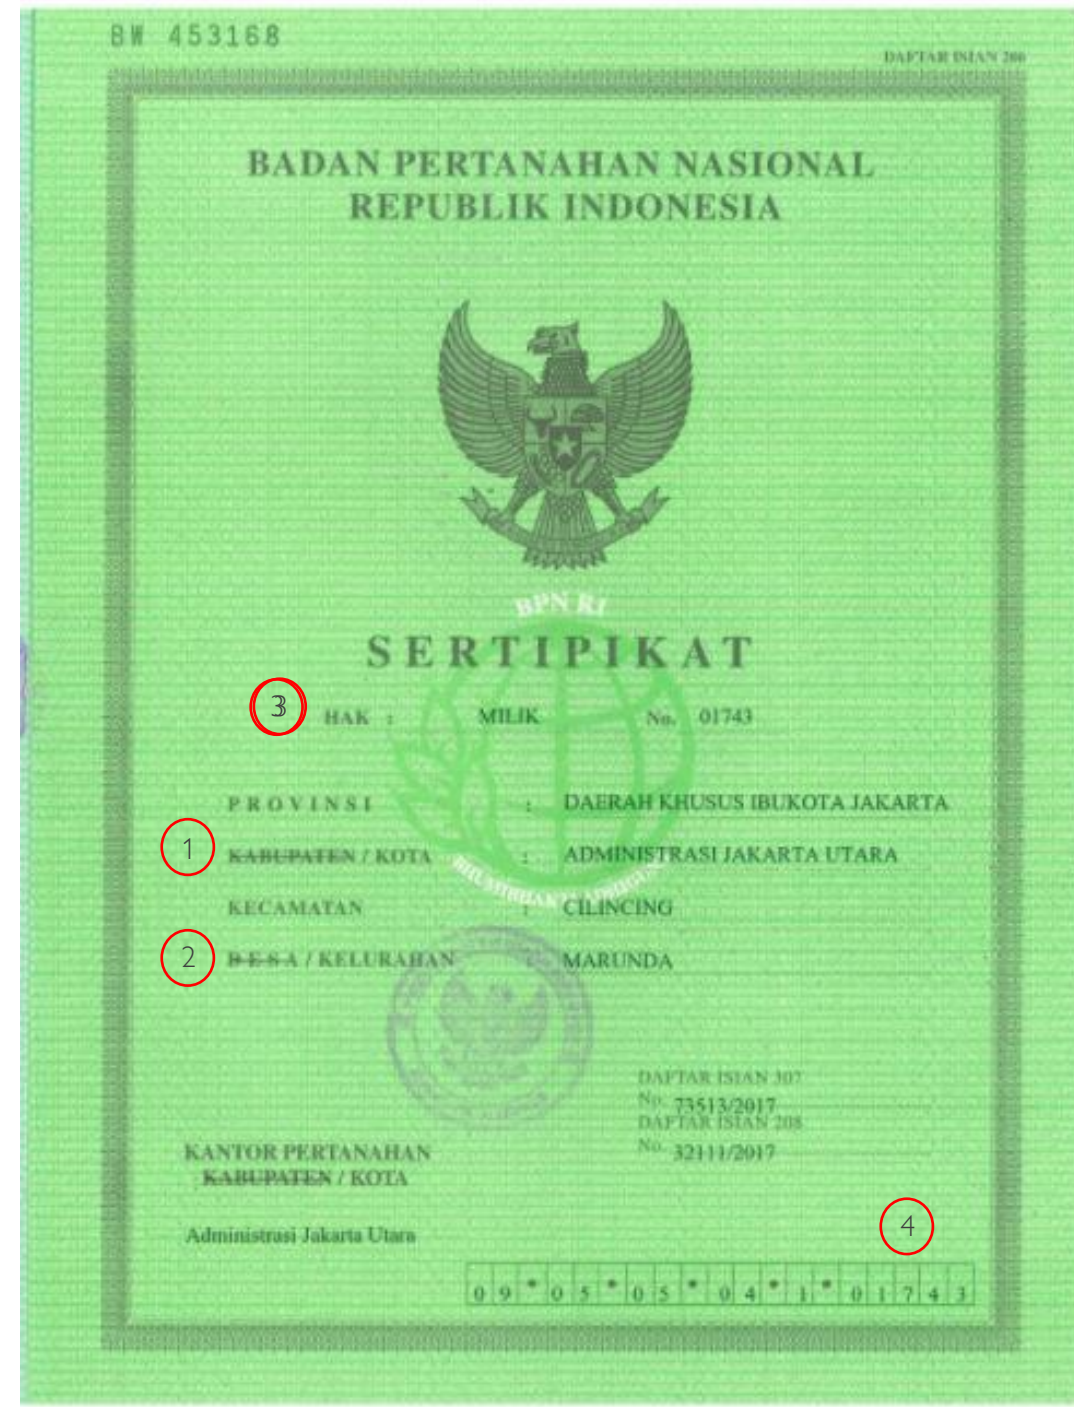 BW 453168
DAFTAR ISIAN 206
BADAN PERTANAHAN NASIONAL
REPUBLIK INDONESIA
BPN RI
SERTIPIKAT
3 HAK : MILIK No. 01743
PROVINSI : DAERAH KHUSUS IBUKOTA JAKARTA
1 KABUPATEN / KOTA : ADMINISTRASI JAKARTA UTARA
KECAMATAN : CILINCING
2 DESA / KELURAHAN : MARUNDA
DAFTAR ISIAN 307
No. 73513/2017
DAFTAR ISIAN 208
No. 32111/2017
KANTOR PERTANAHAN
KABUPATEN / KOTA
Administrasi Jakarta Utara
4
09*05*05*04*1*01743